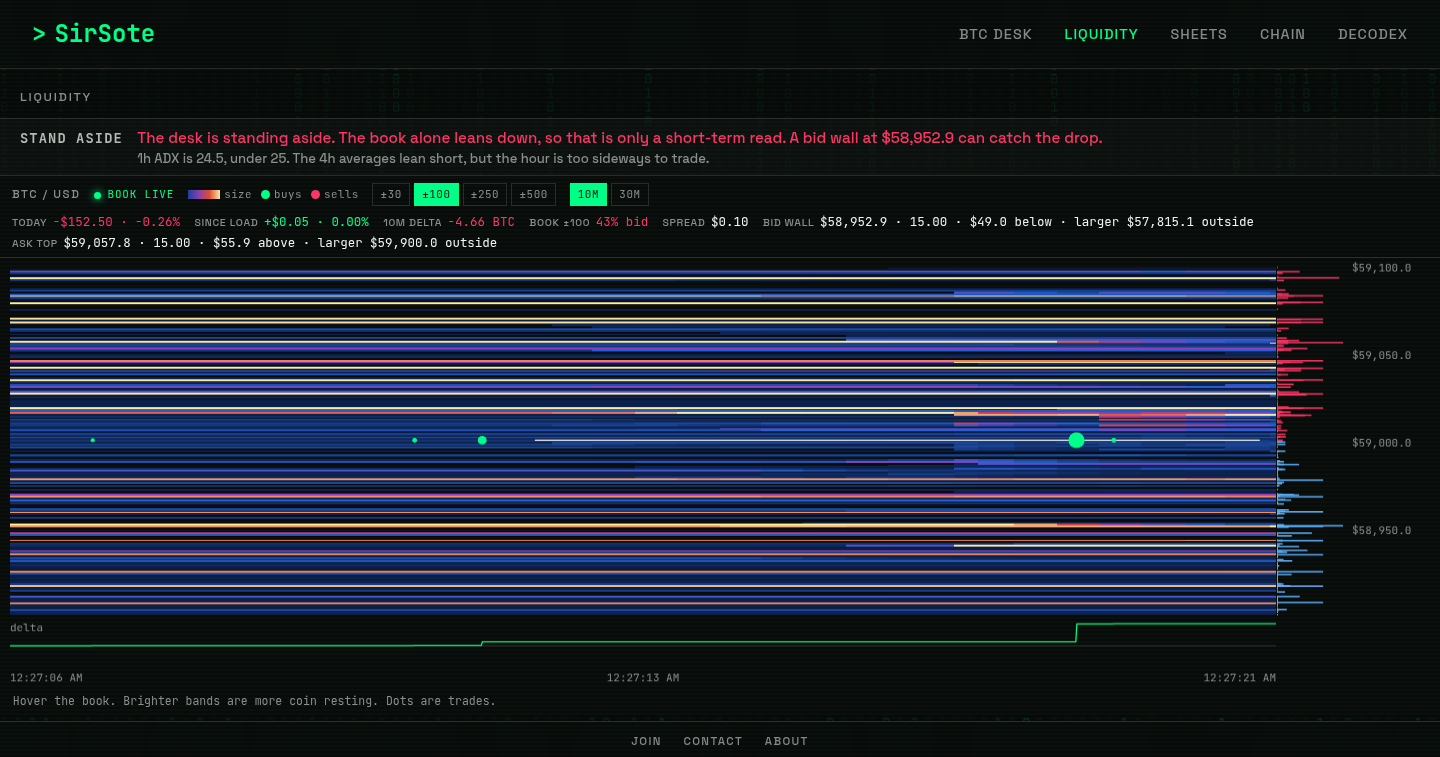 > SirSote
BTC DESK LIQUIDITY SHEETS CHAIN DECODEX
LIQUIDITY
STAND ASIDE The desk is standing aside. The book alone leans down, so that is only a short-term read. A bid wall at $58,952.9 can catch the drop.
1h ADX is 24.5, under 25. The 4h averages lean short, but the hour is too sideways to trade.
BTC / USD BOOK LIVE size buys sells ±30 ±100 ±250 ±500 10M 30M
TODAY -$152.50 · -0.26% SINCE LOAD +$0.05 · 0.00% 10M DELTA -4.66 BTC BOOK ±100 43% bid SPREAD $0.10 BID WALL $58,952.9 · 15.00 · $49.0 below · larger $57,815.1 outside
ASK TOP $59,057.8 · 15.00 · $55.9 above · larger $59,900.0 outside
$59,100.0
$59,050.0
$59,000.0
$58,950.0
delta
12:27:06 AM 12:27:13 AM 12:27:21 AM
Hover the book. Brighter bands are more coin resting. Dots are trades.
JOIN CONTACT ABOUT